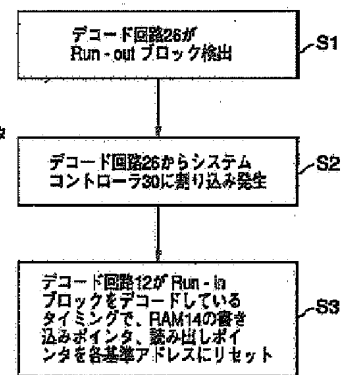 デコード回路26が
Run - out ブロック検出
S1
デコード回路26からシステム
コントローラ30に割り込み発生
S2
デコード回路12が Run - in
ブロックをデコードしている
タイミングで、RAM14の書き
込みポインタ、読み出しポイ
ンタを各基準アドレスにリセット
S3